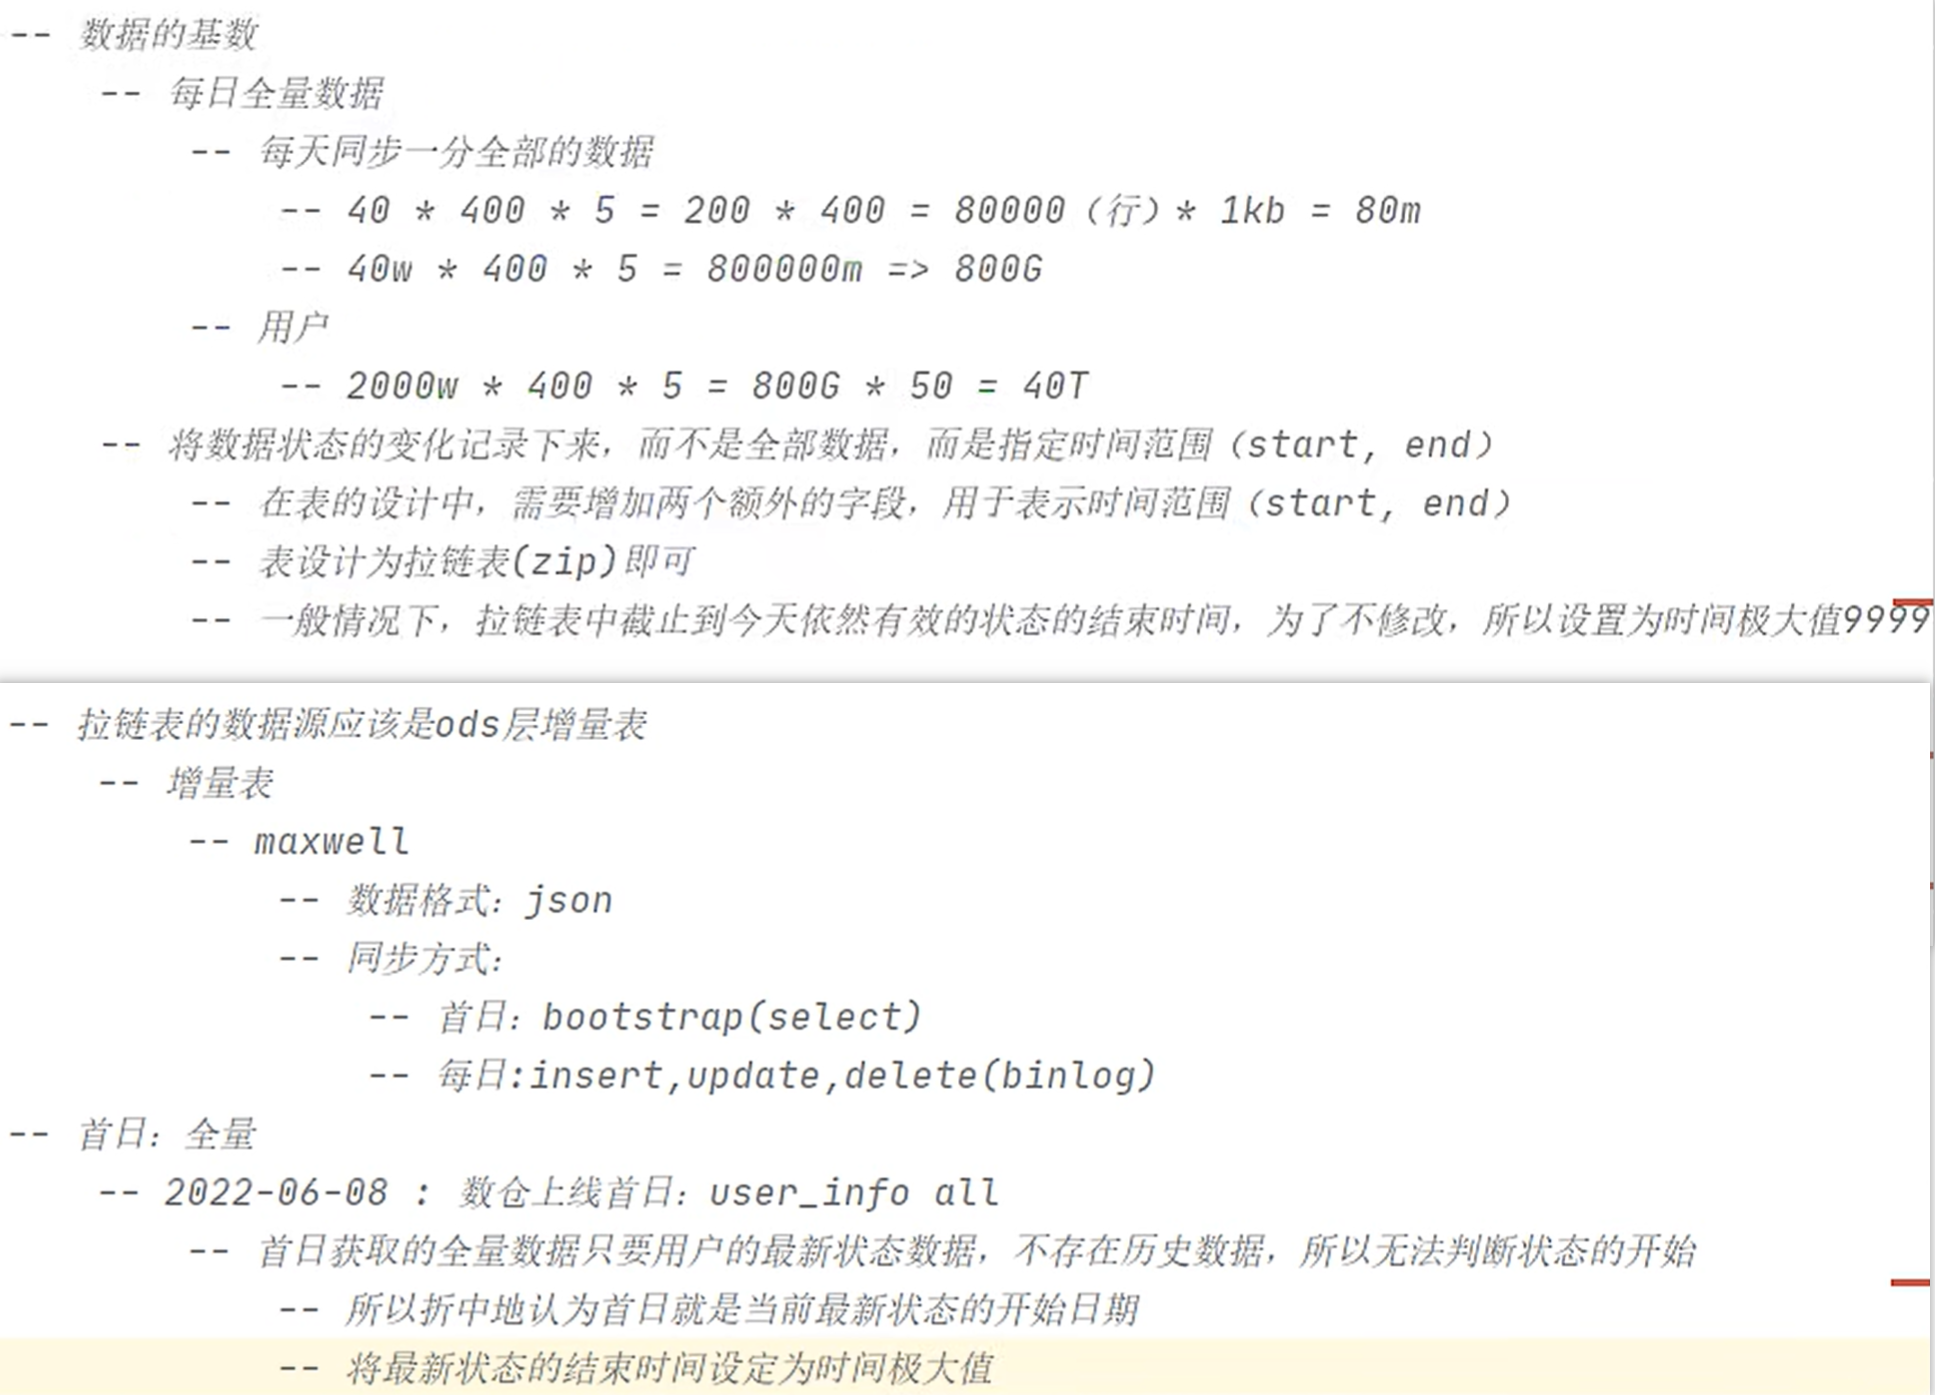 -- 数据的基数
-- 每日全量数据
-- 每天同步一分全部的数据
-- 40 * 400 * 5 = 200 * 400 = 80000（行）* 1kb = 80m
-- 40w * 400 * 5 = 800000m => 800G
-- 用户
-- 2000w * 400 * 5 = 800G * 50 = 40T
-- 将数据状态的变化记录下来，而不是全部数据，而是指定时间范围（start, end）
-- 在表的设计中，需要增加两个额外的字段，用于表示时间范围（start, end）
-- 表设计为拉链表(zip)即可
-- 一般情况下，拉链表中截止到今天依然有效的状态的结束时间，为了不修改，所以设置为时间极大值9999
-- 拉链表的数据源应该是ods层增量表
-- 增量表
-- maxwell
-- 数据格式：json
-- 同步方式：
-- 首日：bootstrap(select)
-- 每日:insert,update,delete(binlog)
-- 首日：全量
-- 2022-06-08 : 数仓上线首日：user_info all
-- 首日获取的全量数据只要用户的最新状态数据，不存在历史数据，所以无法判断状态的开始
-- 所以折中地认为首日就是当前最新状态的开始日期
-- 将最新状态的结束时间设定为时间极大值